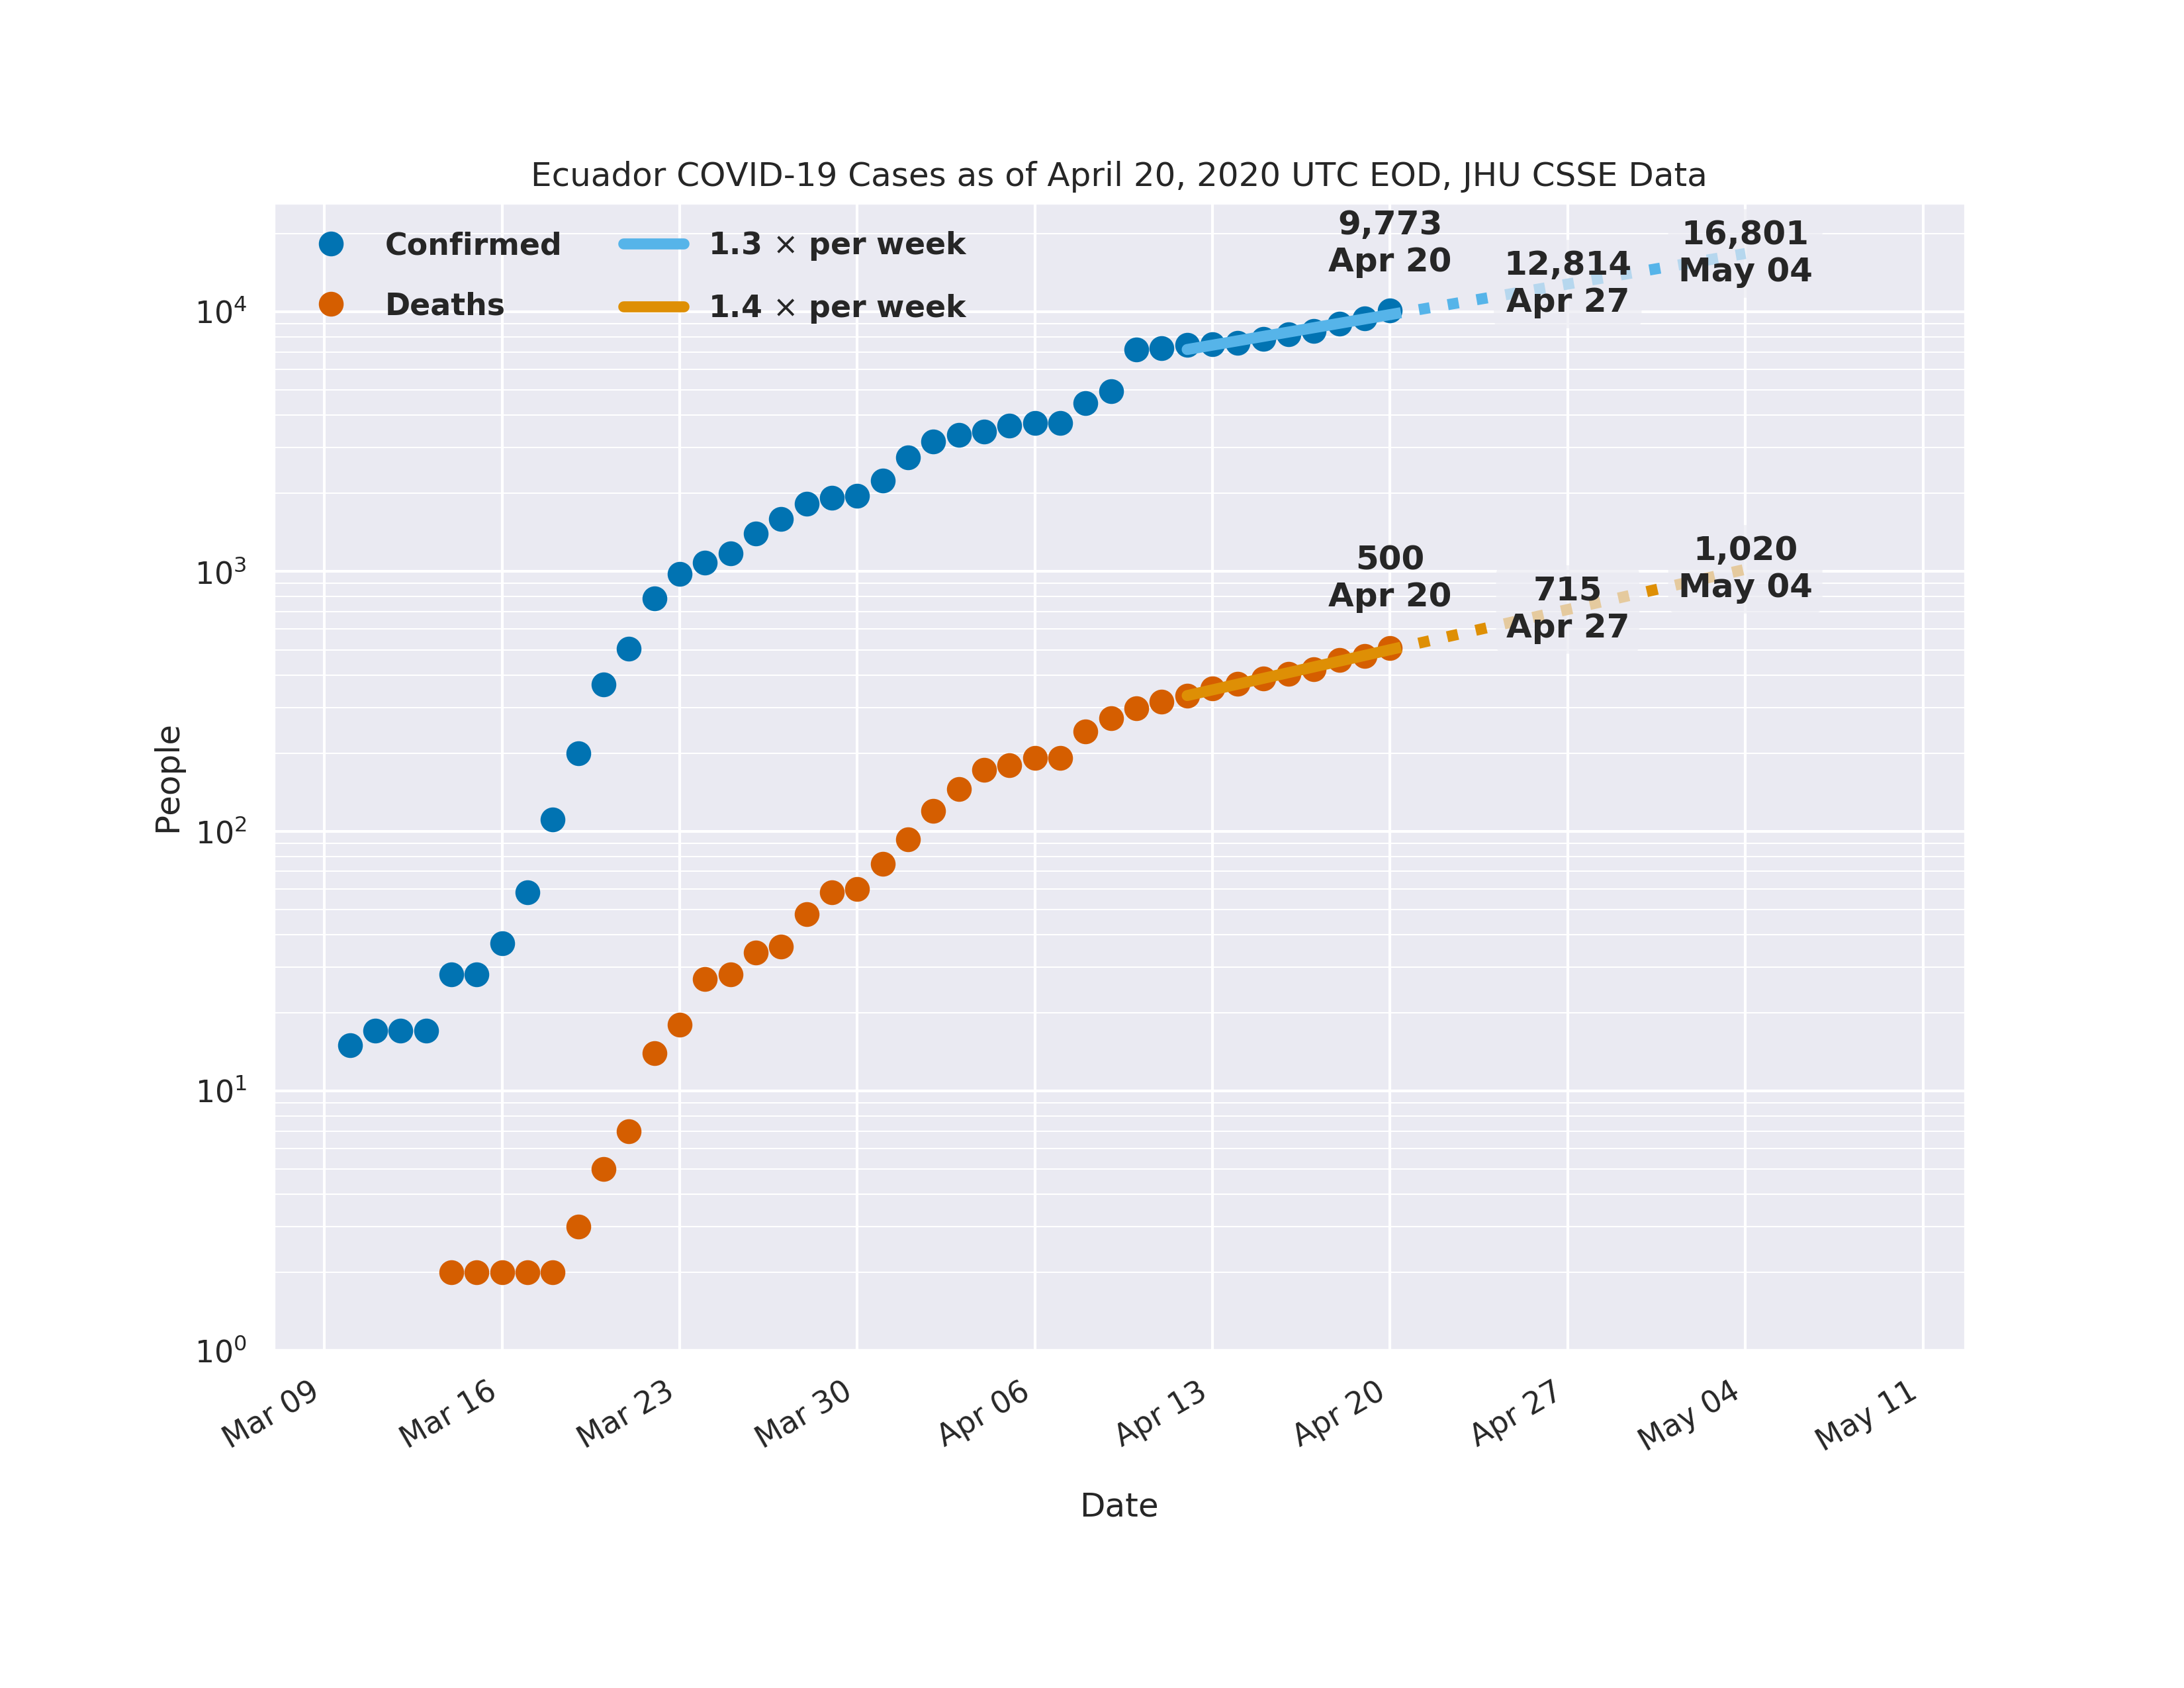 Ecuador COVID-19 Cases as of April 20, 2020 UTC EOD, JHU CSSE Data
Confirmed
Deaths
1.3 × per week
1.4 × per week
9,773
Apr 20
12,814
Apr 27
16,801
May 04
500
Apr 20
715
Apr 27
1,020
May 04
People
10⁴
10³
10²
10¹
10⁰
Mar 09
Mar 16
Mar 23
Mar 30
Apr 06
Apr 13
Apr 20
Apr 27
May 04
May 11
Date